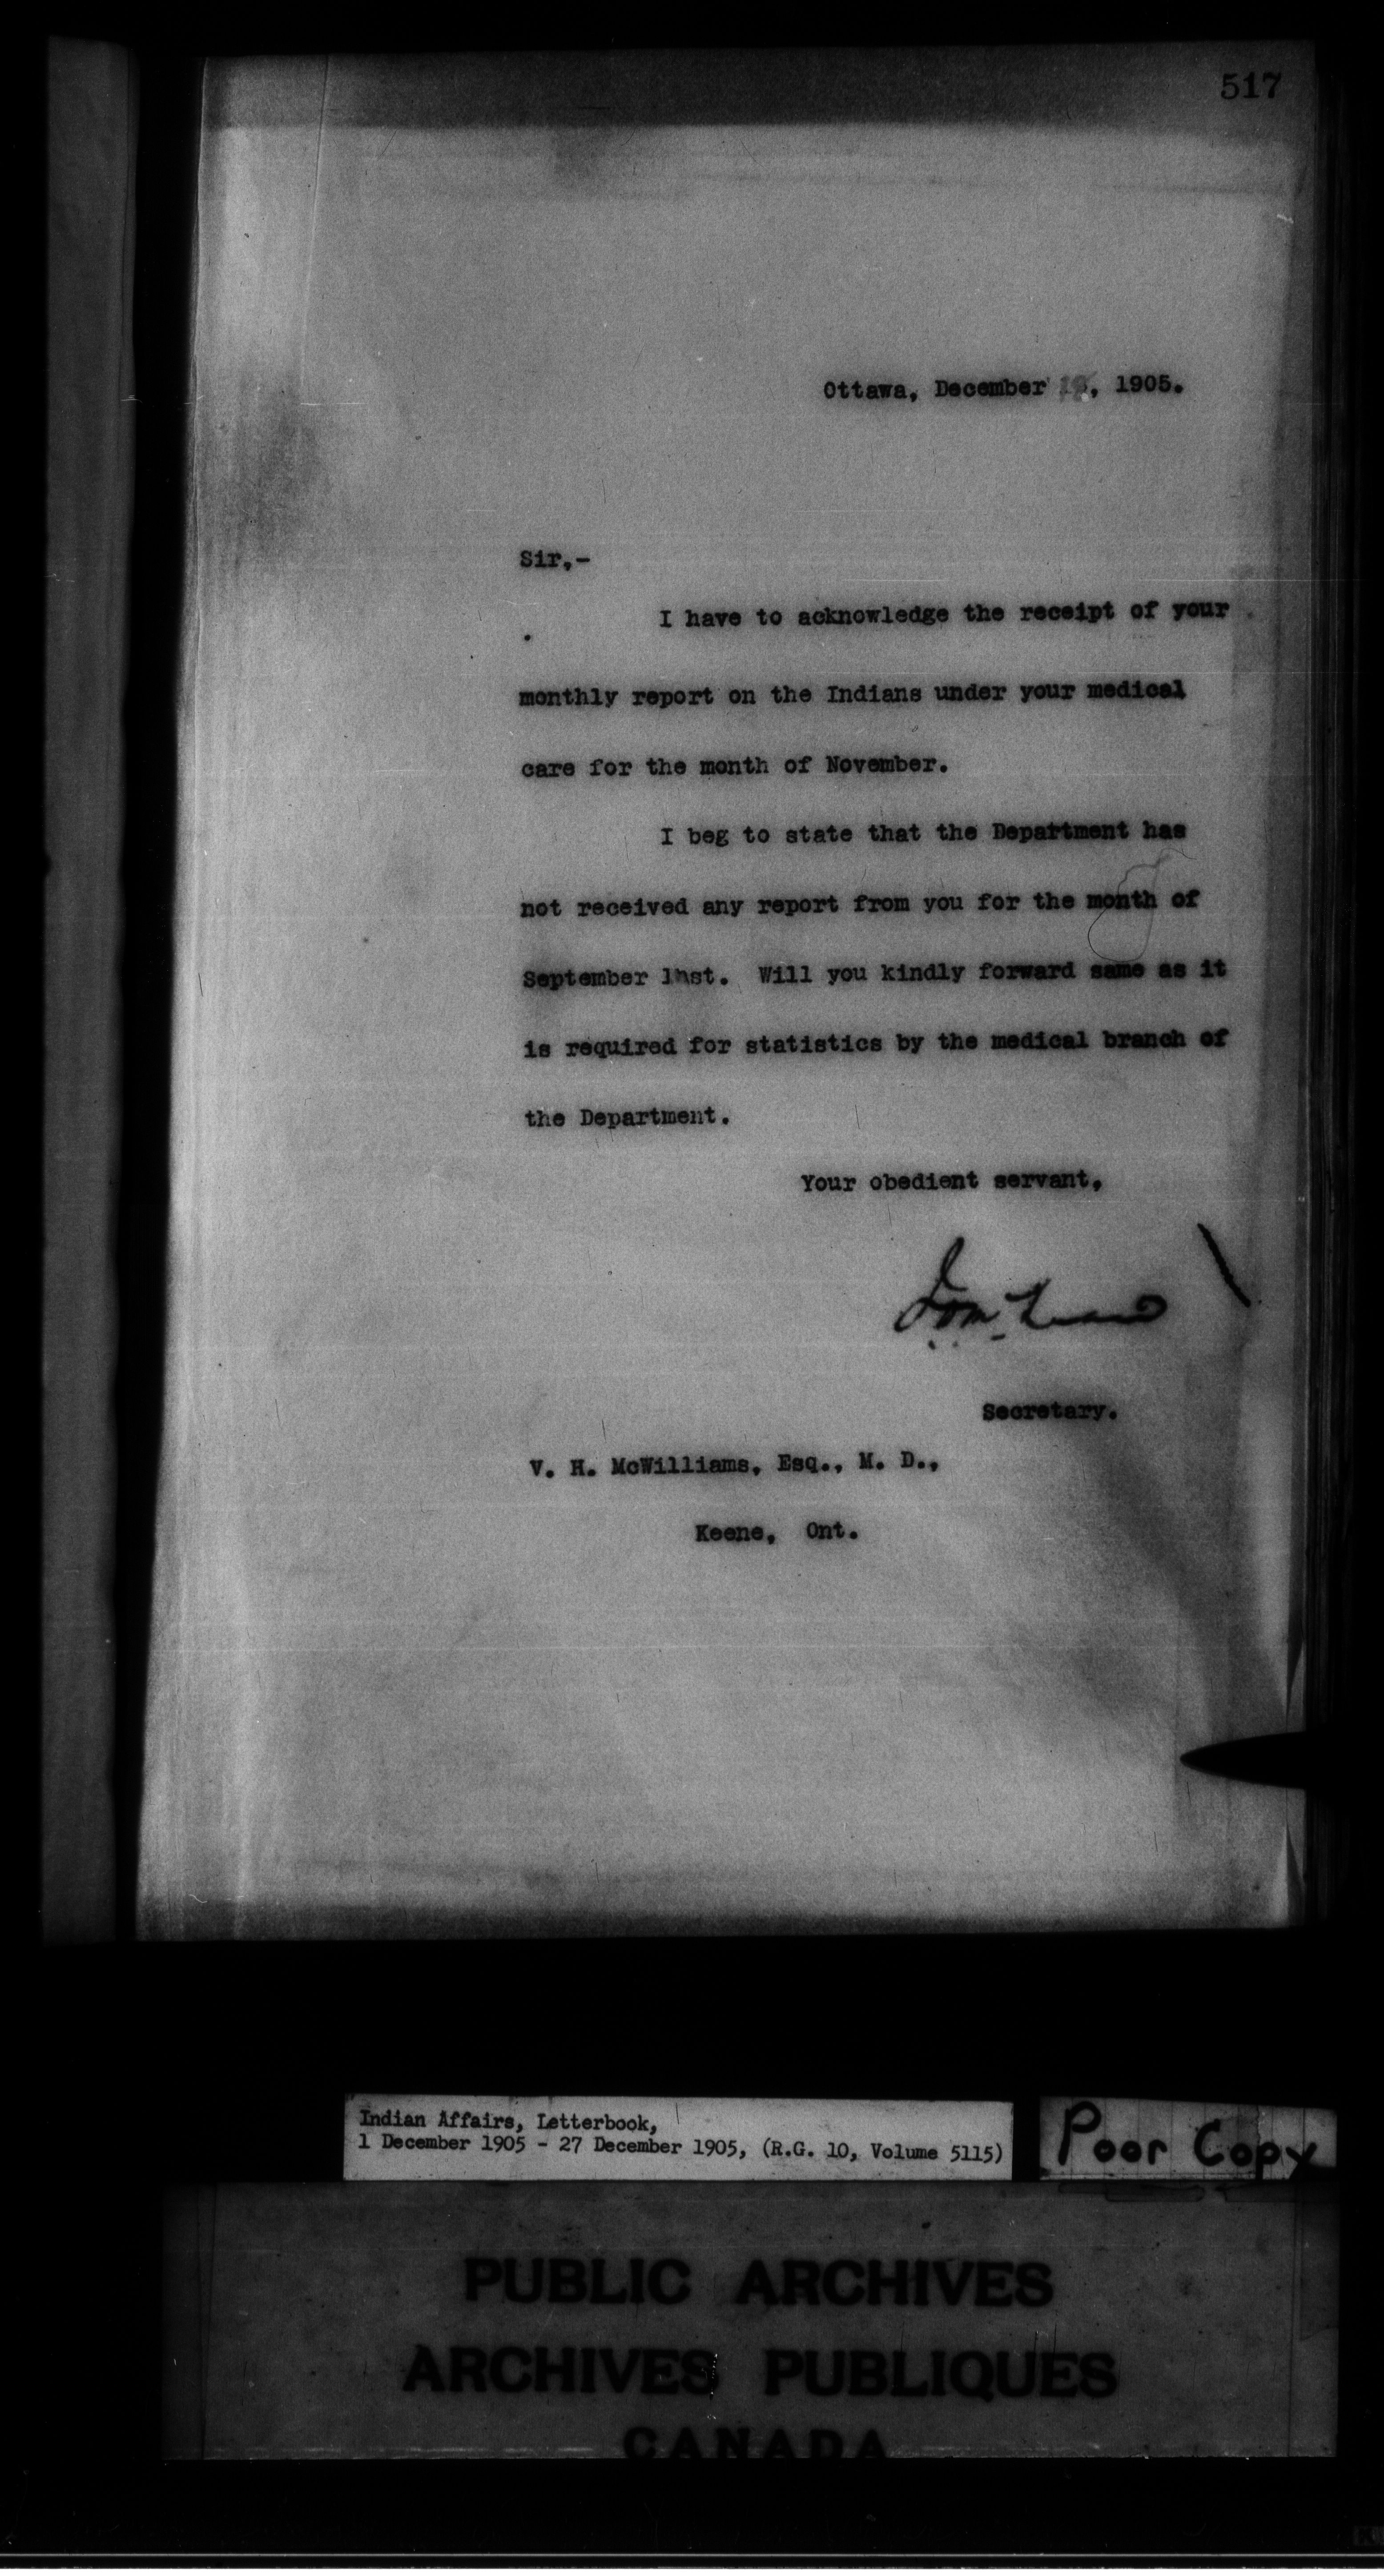 517
Ottawa, December , 1905.
Sir,-
I have to acknowledge the receipt of your
monthly report on the Indians under your medical
care for the month of November.
I beg to state that the Department has
not received any report from you for the month of
September last. Will you kindly forward same as it
is required for statistics by the medical branch of
the Department.
Your obedient servant,
Secretary.
V. H. McWilliams, Esq., M. D.,
Keene, Ont.
Indian Affairs, Letterbook,
1 December 1905 - 27 December 1905, (R.G. 10, Volume 5115)
Poor Copy
PUBLIC ARCHIVES
ARCHIVES PUBLIQUES
CANADA